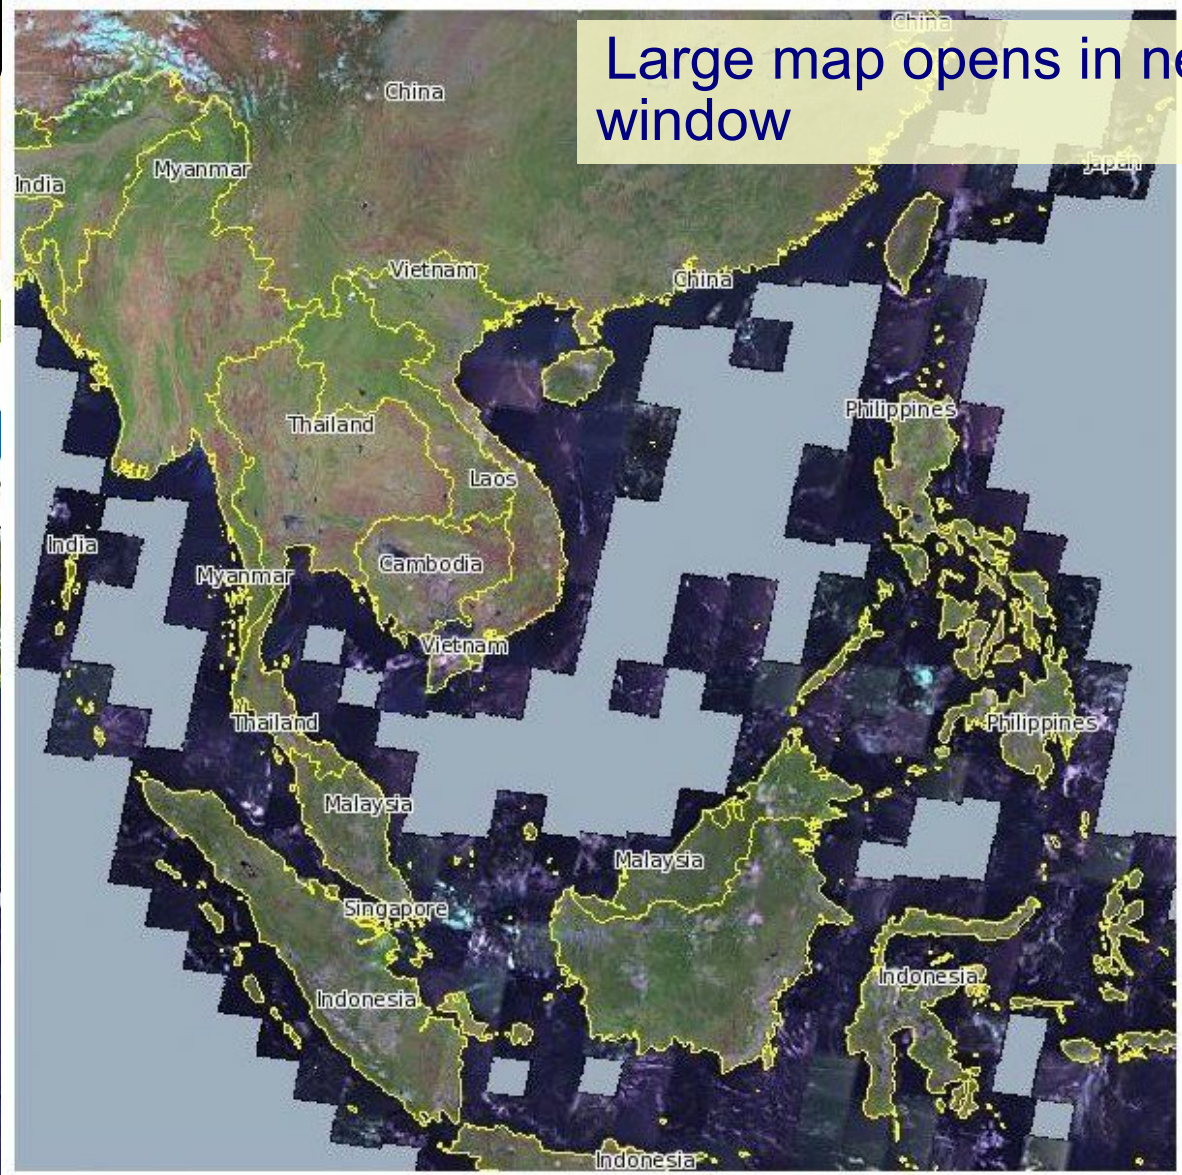 China
Large map opens in ne
window
China
Japan
Myanmar
India
Vietnam
China
Philippines
Thailand
Laos
India
Cambodia
Myanmar
Vietnam
Thailand
Philippines
Malaysia
Malaysia
Singapore
Indonesia
Indonesia
Indonesia